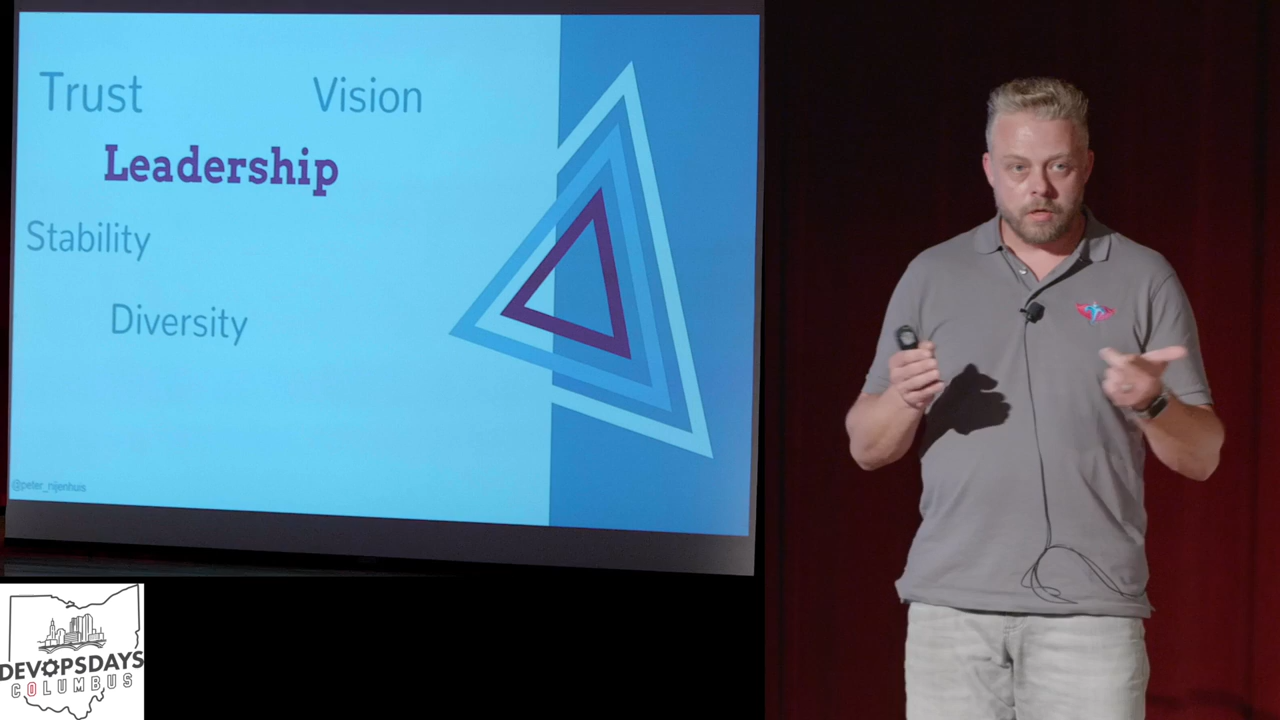 Trust Vision
Leadership
Stability
Diversity
@peter_nijenhuis
DEVOPSDAYS
COLUMBUS